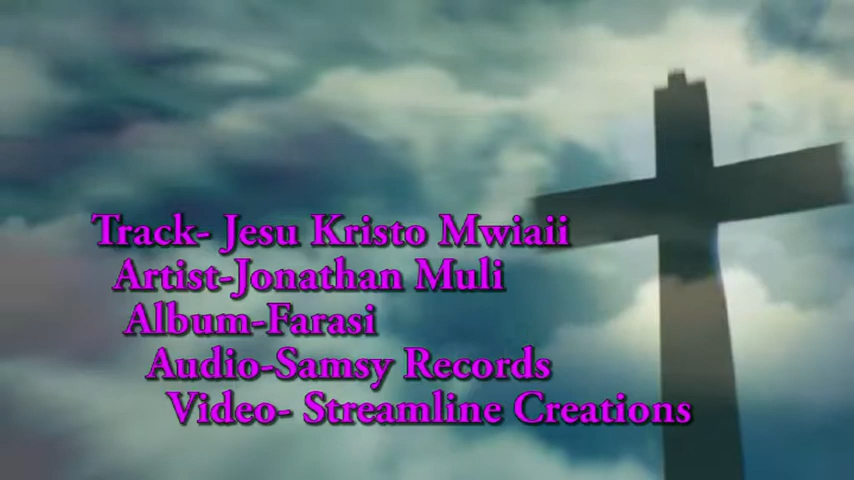 Track- Jesu Kristo Mwiaii
Artist-Jonathan Muli
Album-Farasi
Audio-Samsy Records
Video- Streamline Creations